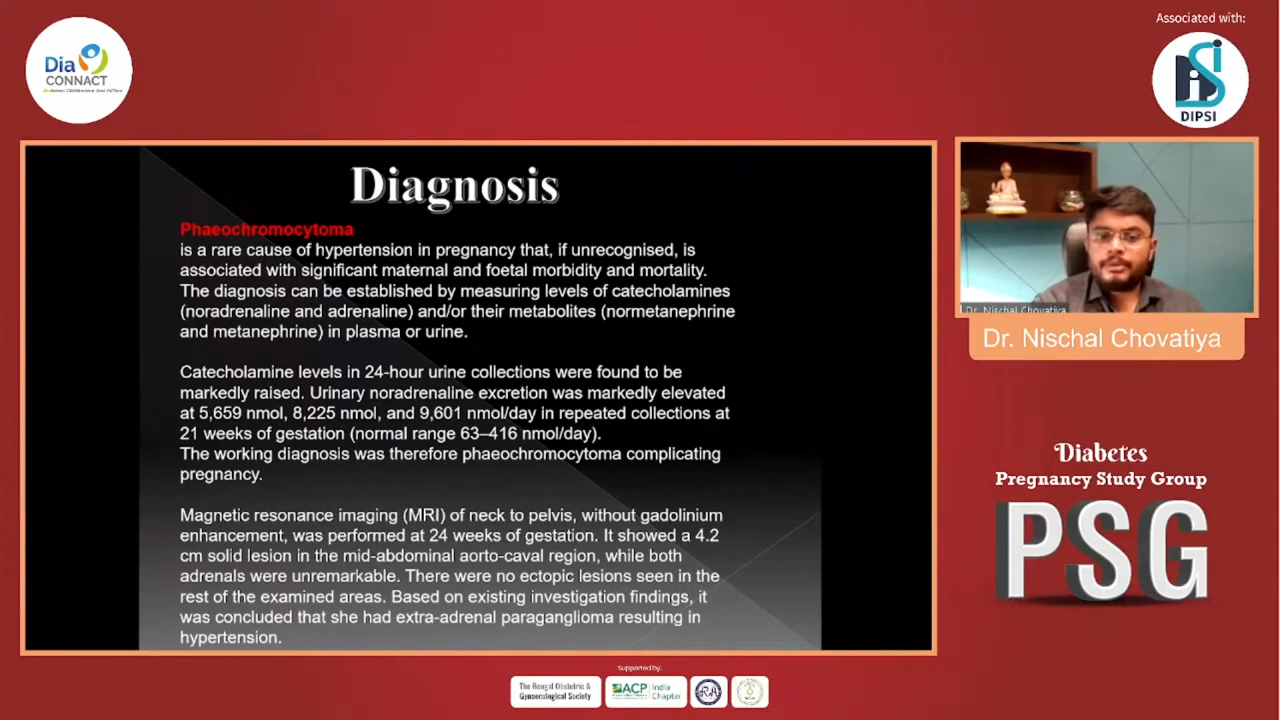 Associated with:
Dia
CONNACT
DIPSI
Diagnosis
Phaeochromocytoma
is a rare cause of hypertension in pregnancy that, if unrecognised, is
associated with significant maternal and foetal morbidity and mortality.
The diagnosis can be established by measuring levels of catecholamines
(noradrenaline and adrenaline) and/or their metabolites (normetanephrine
and metanephrine) in plasma or urine.
Catecholamine levels in 24-hour urine collections were found to be
markedly raised. Urinary noradrenaline excretion was markedly elevated
at 5,659 nmol, 8,225 nmol, and 9,601 nmol/day in repeated collections at
21 weeks of gestation (normal range 63–416 nmol/day).
The working diagnosis was therefore phaeochromocytoma complicating
pregnancy.
Magnetic resonance imaging (MRI) of neck to pelvis, without gadolinium
enhancement, was performed at 24 weeks of gestation. It showed a 4.2
cm solid lesion in the mid-abdominal aorto-caval region, while both
adrenals were unremarkable. There were no ectopic lesions seen in the
rest of the examined areas. Based on existing investigation findings, it
was concluded that she had extra-adrenal paraganglioma resulting in
hypertension.
Dr. Nischal Chovatiya
Dr. Nischal Chovatiya
Diabetes
Pregnancy Study Group
PSG
Supported by:
The Bengal Obstetric &
Gynaecological Society
ACP
India
Chapter